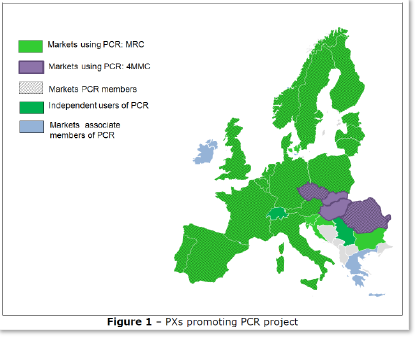 Markets using PCR: MRC
Markets using PCR: 4MMC
Markets PCR members
Independent users of PCR
Markets associate
members of PCR
Figure 1 – PXs promoting PCR project